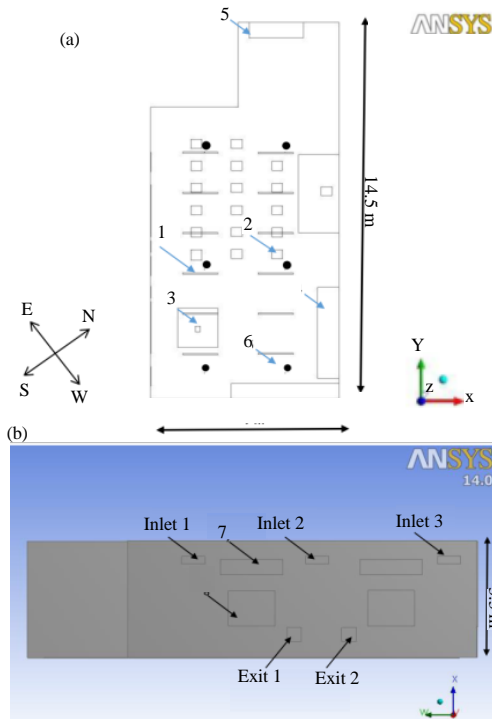 (a)
5
ANSYS
14.5 m
1
2
3
6
E
N
S
W
Y
z
x
(b)
ANSYS
14.0
Inlet 1
7
Inlet 2
Inlet 3
Exit 1
Exit 2
X
W
Y